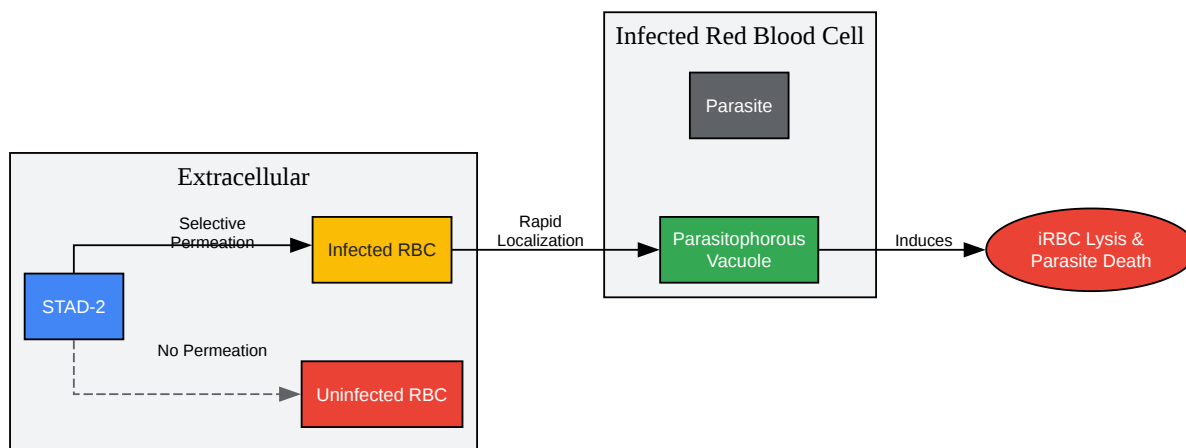 Infected Red Blood Cell
Parasite
Extracellular
Selective
Permeation
Infected RBC
Rapid
Localization
Parasitophorous
Vacuole
Induces
iRBC Lysis &
Parasite Death
STAD-2
No Permeation
Uninfected RBC